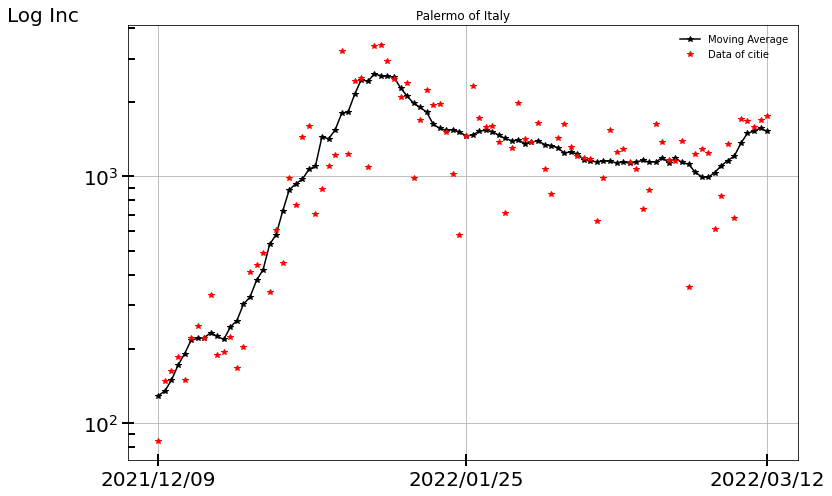 Log Inc
Palermo of Italy
Moving Average
Data of citie
10³
10²
2021/12/09
2022/01/25
2022/03/12